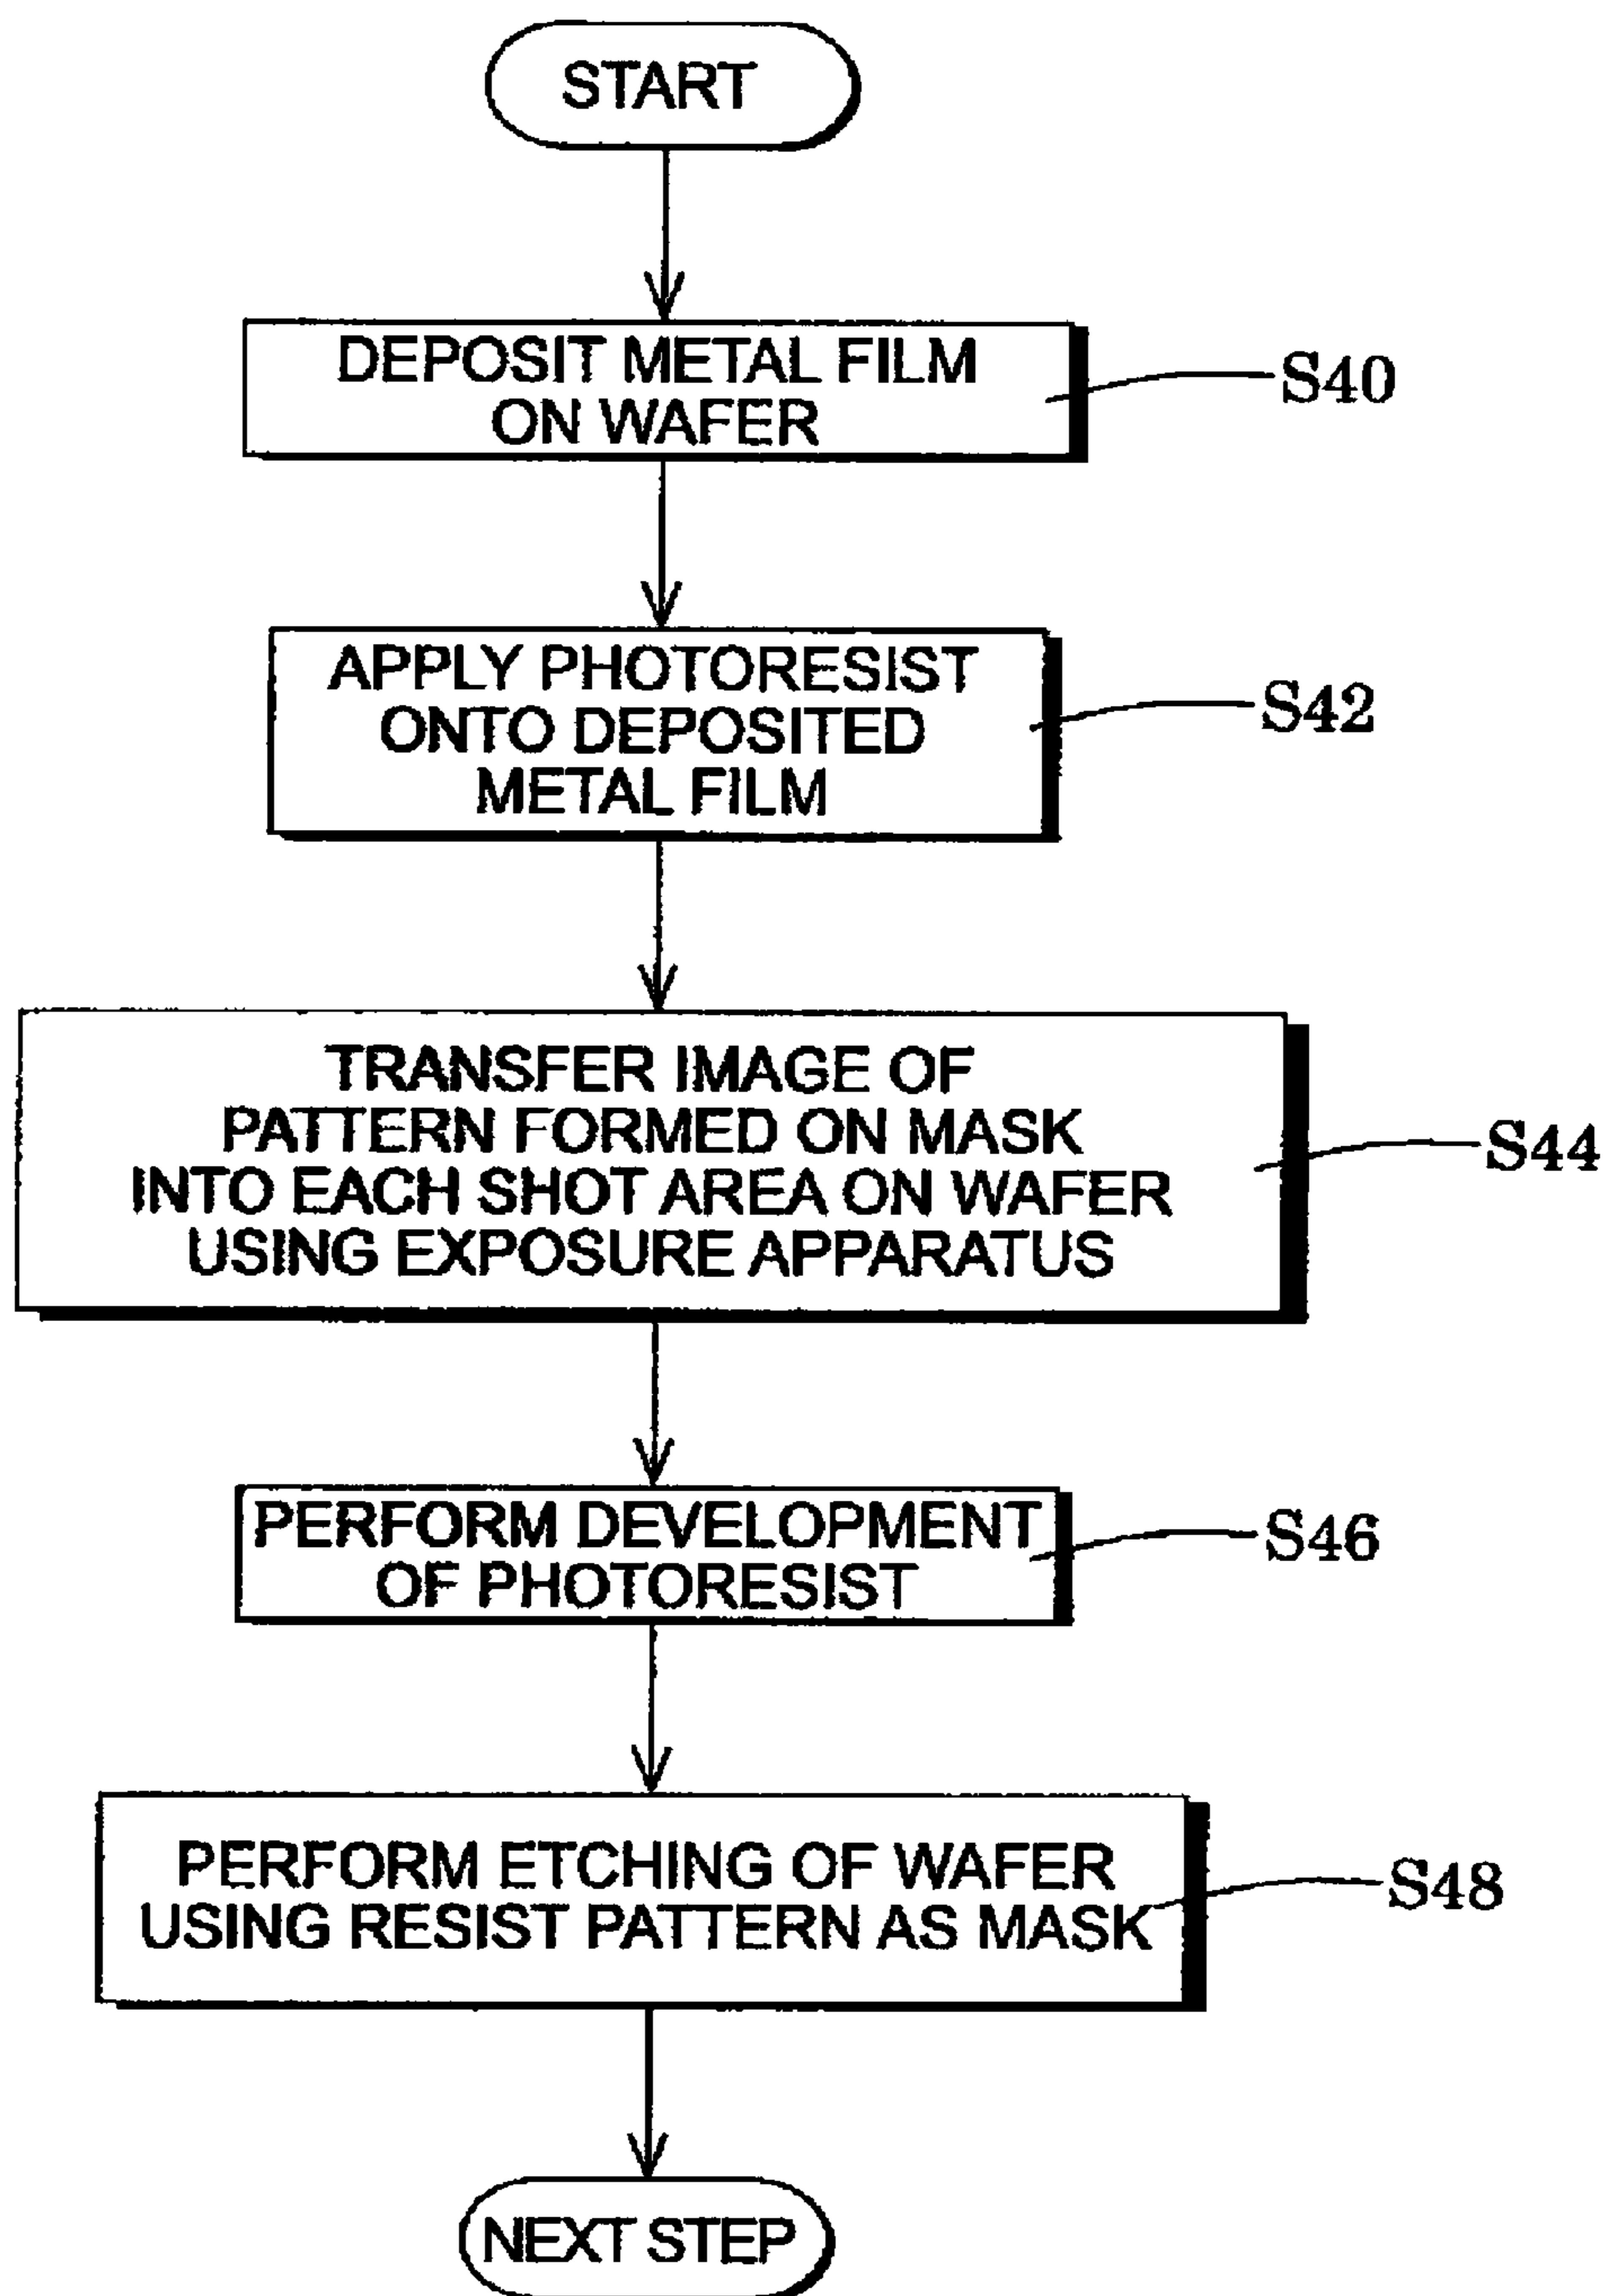 START
DEPOSIT METAL FILM
ON WAFER
S40
APPLY PHOTORESIST
ONTO DEPOSITED
METAL FILM
S42
TRANSFER IMAGE OF
PATTERN FORMED ON MASK
INTO EACH SHOT AREA ON WAFER
USING EXPOSURE APPARATUS
S44
PERFORM DEVELOPMENT
OF PHOTORESIST
S46
PERFORM ETCHING OF WAFER
USING RESIST PATTERN AS MASK
S48
NEXT STEP